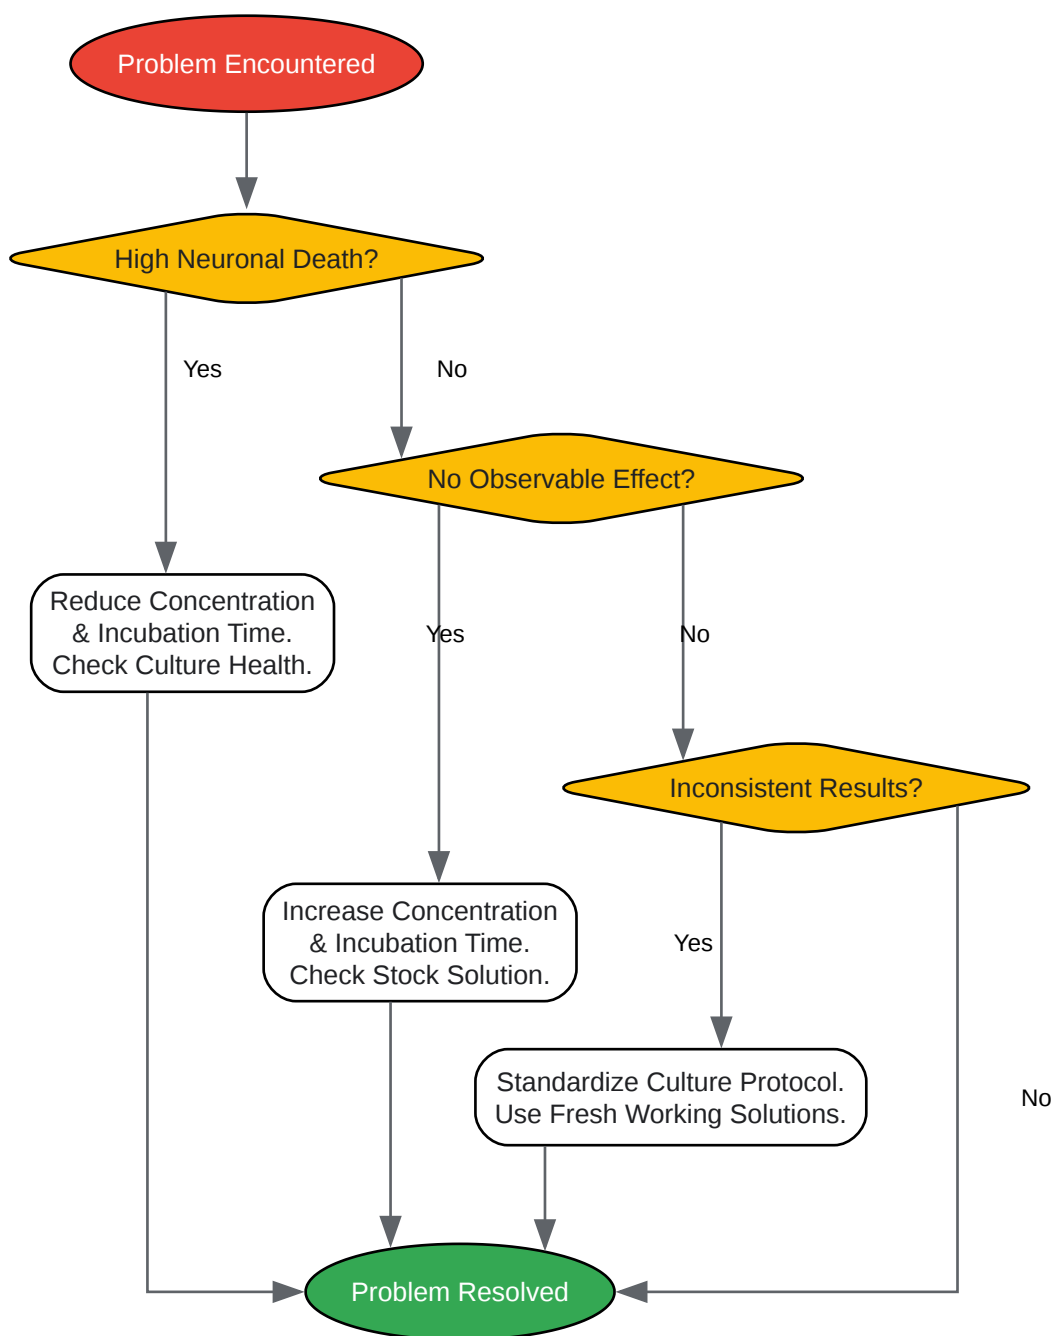 Problem Encountered
High Neuronal Death?
Yes
No
No Observable Effect?
Reduce Concentration
& Incubation Time.
Check Culture Health.
Yes
No
Inconsistent Results?
Increase Concentration
& Incubation Time.
Check Stock Solution.
Yes
Standardize Culture Protocol.
Use Fresh Working Solutions.
No
Problem Resolved